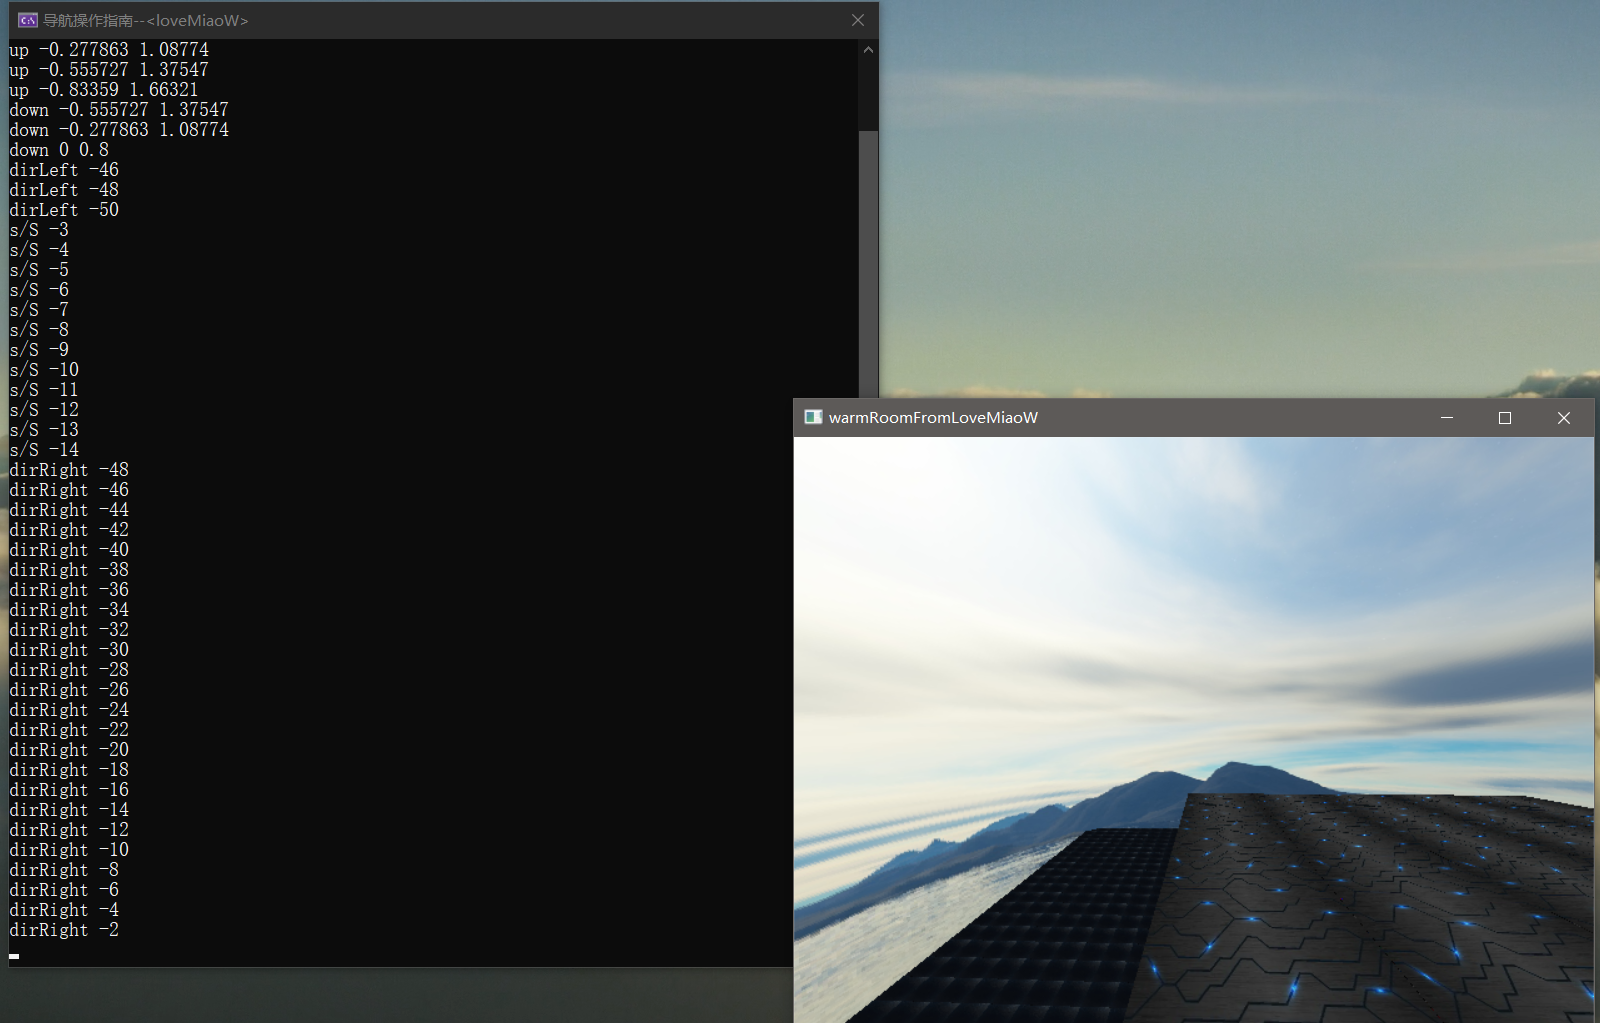 导航操作指南--<loveMiaoW>
up -0.277863 1.08774
up -0.555727 1.37547
up -0.83359 1.66321
down -0.555727 1.37547
down -0.277863 1.08774
down 0 0.8
dirLeft -46
dirLeft -48
dirLeft -50
s/S -3
s/S -4
s/S -5
s/S -6
s/S -7
s/S -8
s/S -9
s/S -10
s/S -11
s/S -12
s/S -13
s/S -14
dirRight -48
dirRight -46
dirRight -44
dirRight -42
dirRight -40
dirRight -38
dirRight -36
dirRight -34
dirRight -32
dirRight -30
dirRight -28
dirRight -26
dirRight -24
dirRight -22
dirRight -20
dirRight -18
dirRight -16
dirRight -14
dirRight -12
dirRight -10
dirRight -8
dirRight -6
dirRight -4
dirRight -2
warmRoomFromLoveMiaoW